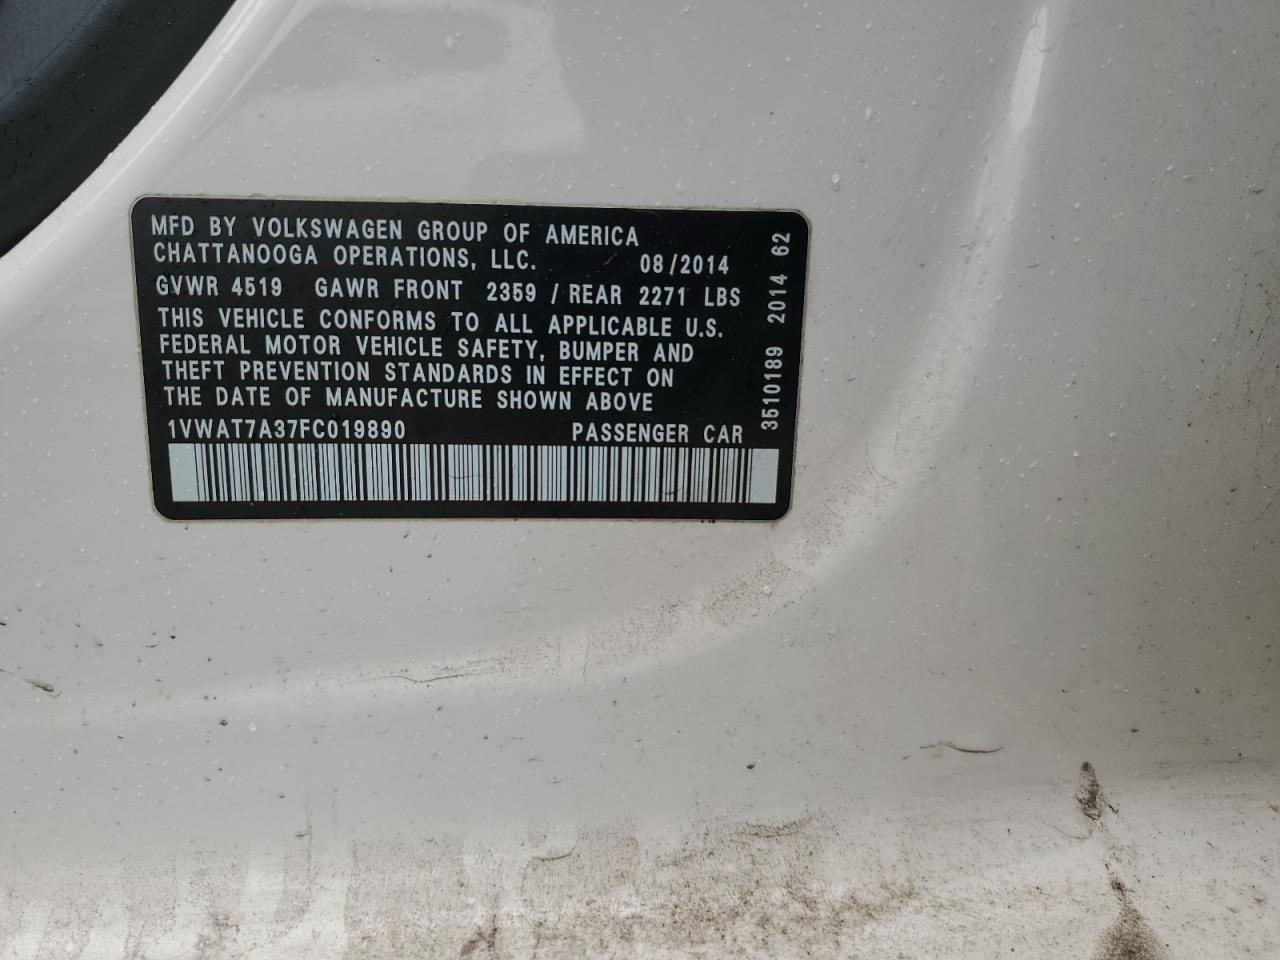 MFD BY VOLKSWAGEN GROUP OF AMERICA
CHATTANOOGA OPERATIONS, LLC. 08/2014
GVWR 4519 GAWR FRONT 2359 / REAR 2271 LBS
THIS VEHICLE CONFORMS TO ALL APPLICABLE U.S.
FEDERAL MOTOR VEHICLE SAFETY, BUMPER AND
THEFT PREVENTION STANDARDS IN EFFECT ON
THE DATE OF MANUFACTURE SHOWN ABOVE
1VWAT7A37FC019890 PASSENGER CAR
3510189 2014 62